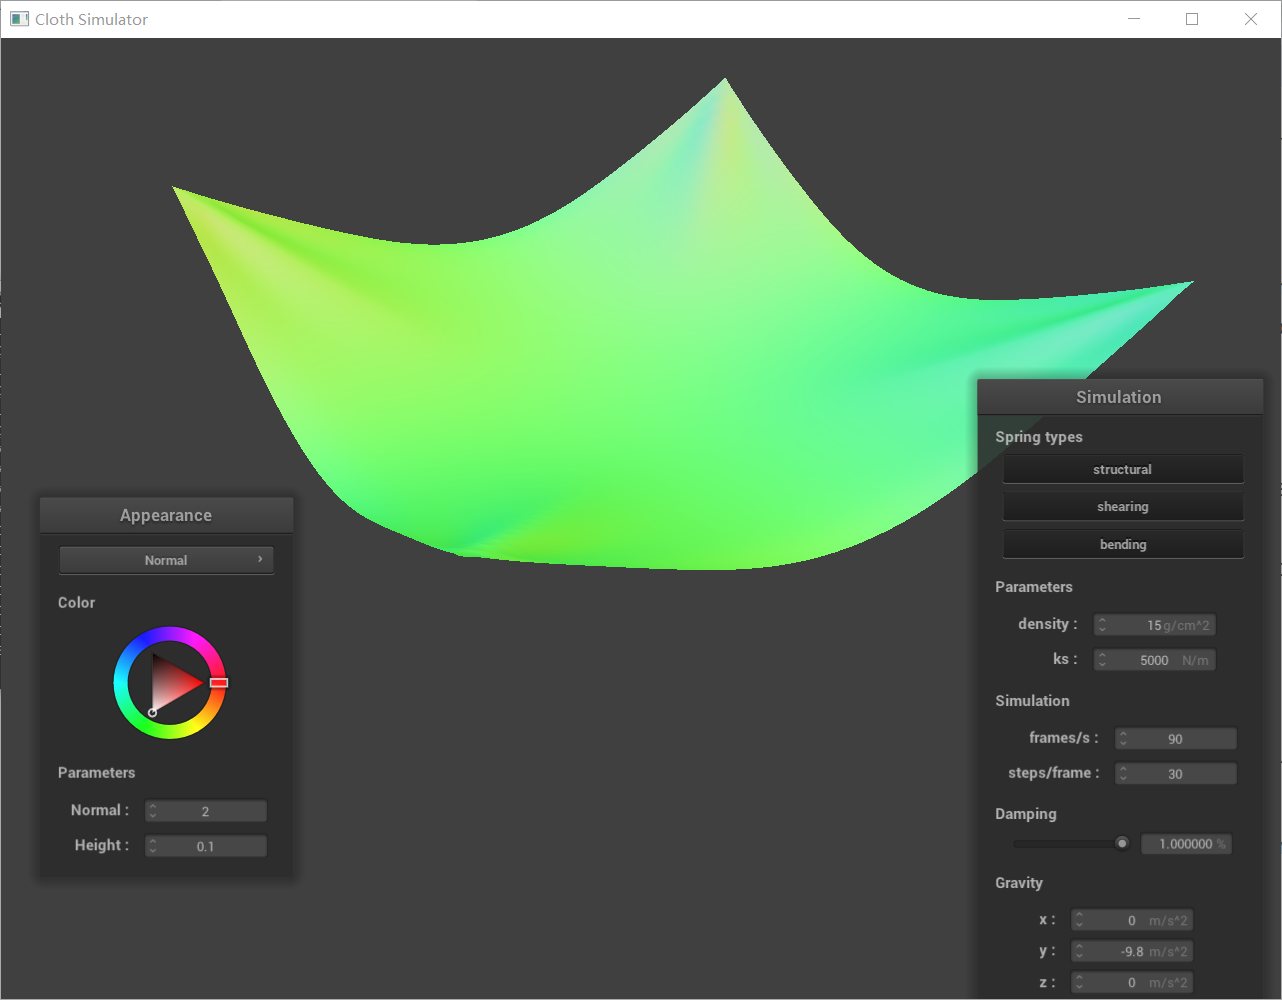 Cloth Simulator
Appearance
Normal
Color
Parameters
Normal : 2
Height : 0.1
Simulation
Spring types
structural
shearing
bending
Parameters
density : 15 g/cm^2
ks : 5000 N/m
Simulation
frames/s : 90
steps/frame : 30
Damping
1.000000 %
Gravity
x : 0 m/s^2
y : -9.8 m/s^2
z : 0 m/s^2